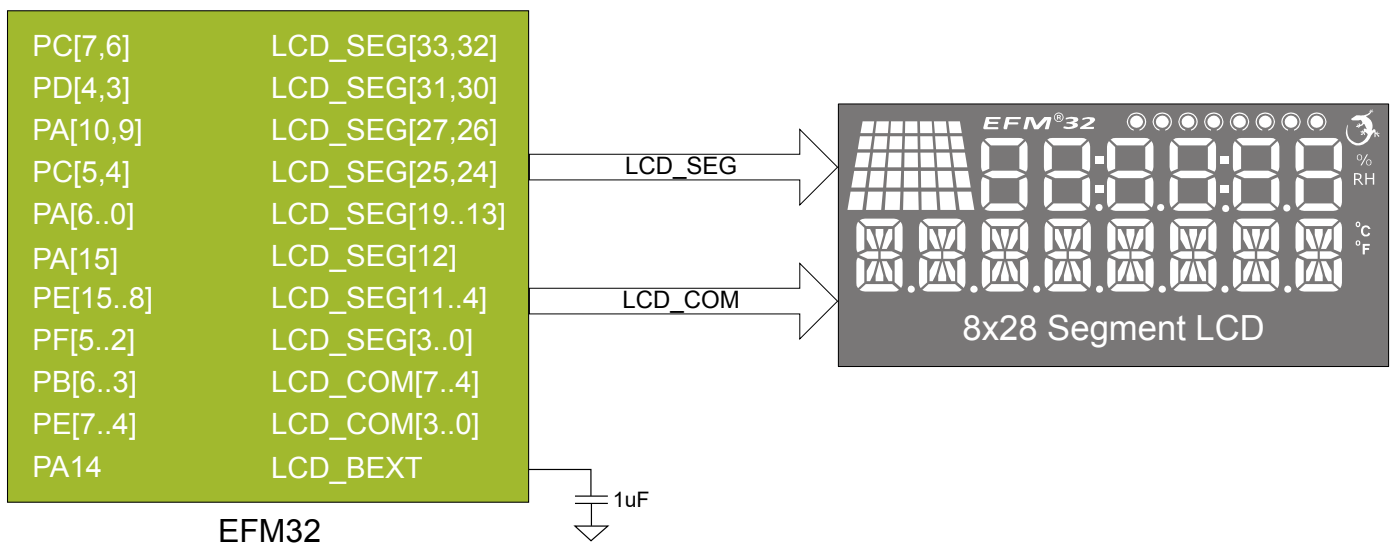 PC[7,6] LCD_SEG[33,32]
PD[4,3] LCD_SEG[31,30]
PA[10,9] LCD_SEG[27,26]
PC[5,4] LCD_SEG[25,24]
PA[6..0] LCD_SEG[19..13]
PA[15] LCD_SEG[12]
PE[15..8] LCD_SEG[11..4]
PF[5..2] LCD_SEG[3..0]
PB[6..3] LCD_COM[7..4]
PE[7..4] LCD_COM[3..0]
PA14 LCD_BEXT
EFM32
1uF
LCD_SEG
LCD_COM
EFM®32
%
RH
°C
°F
8x28 Segment LCD